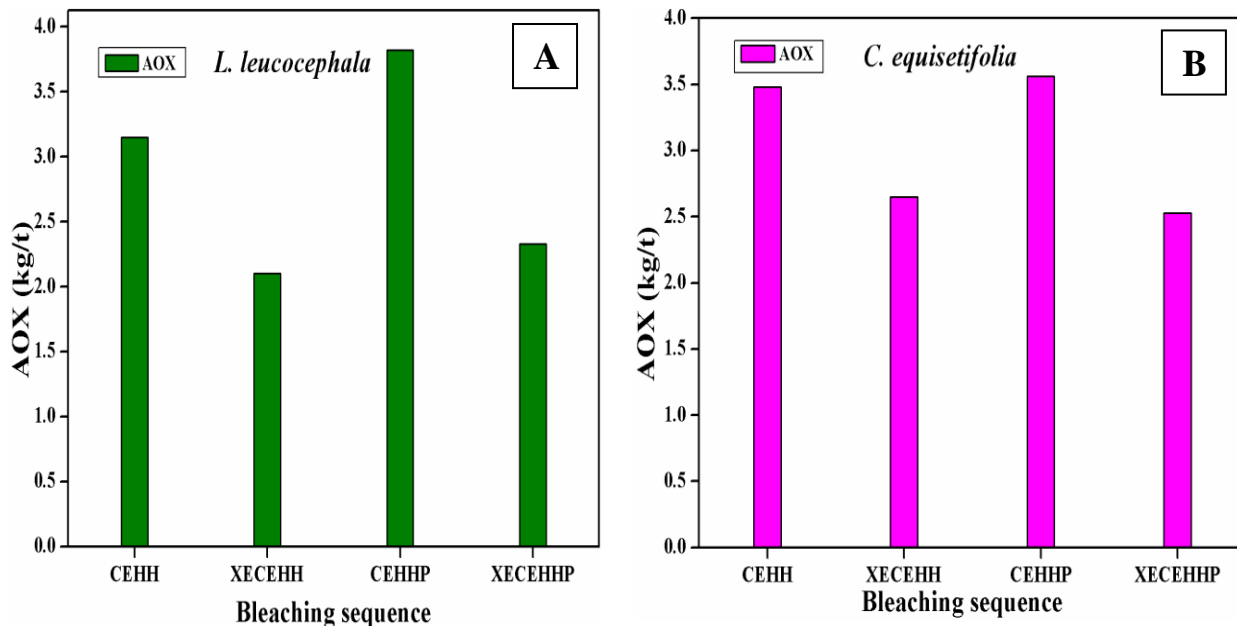 AOX
L. leucocephala
A
4.0
3.5
3.0
2.5
2.0
1.5
1.0
0.5
0.0
AOX (kg/t)
CEHH XECEHH CEHHP XECEHHP
Bleaching sequence
AOX
C. equisetifolia
B
4.0
3.5
3.0
2.5
2.0
1.5
1.0
0.5
0.0
AOX (kg/t)
CEHH XECEHH CEHHP XECEHHP
Bleaching sequence